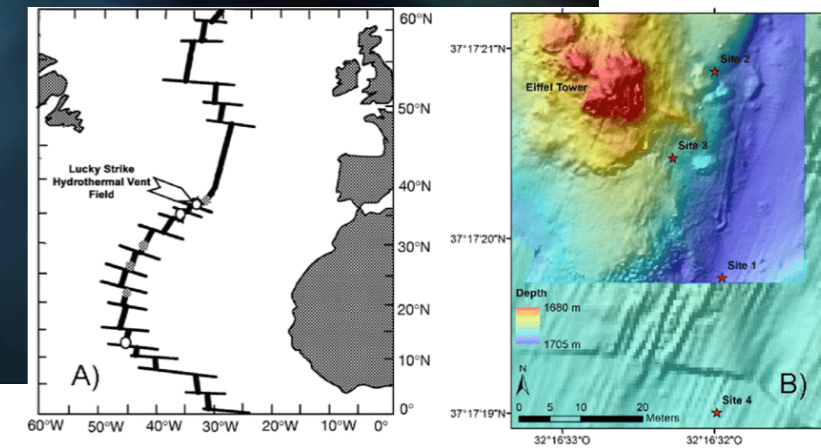 60°N
50°N
40°N
30°N
20°N
10°N
0°
Lucky Strike
Hydrothermal Vent
Field
A)
60°W 50°W 40°W 30°W 20°W 10°W 0°
37°17'21"N
37°17'20"N
37°17'19"N
Site 2
Eiffel Tower
Site 3
Site 1
Depth
1680 m
1705 m
N
B)
Site 4
0 5 10 20
Meters
32°16'33"O 32°16'32"O